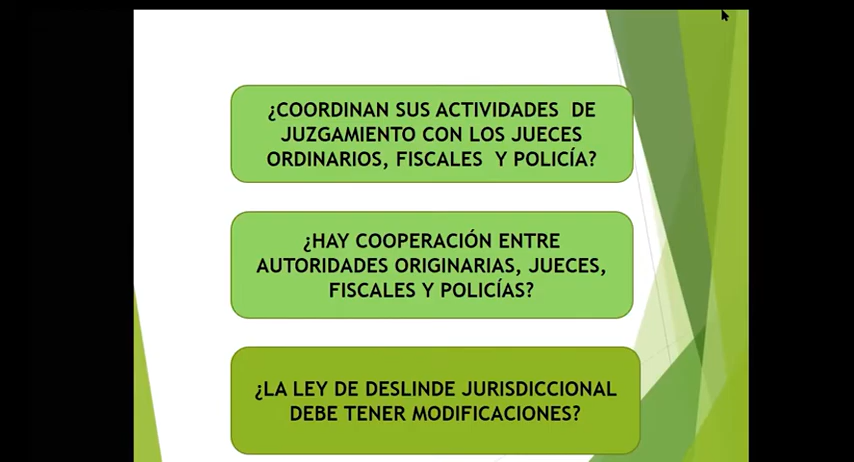 ¿COORDINAN SUS ACTIVIDADES DE
JUZGAMIENTO CON LOS JUECES
ORDINARIOS, FISCALES Y POLICÍA?
¿HAY COOPERACIÓN ENTRE
AUTORIDADES ORIGINARIAS, JUECES,
FISCALES Y POLICÍAS?
¿LA LEY DE DESLINDE JURISDICCIONAL
DEBE TENER MODIFICACIONES?